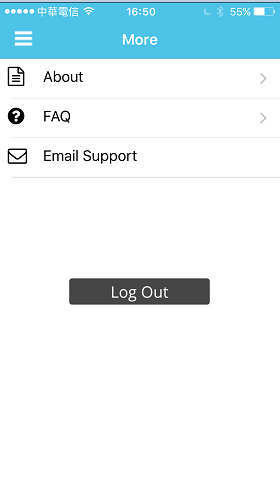 中華電信 16:50 55%
More
About
FAQ
Email Support
Log Out